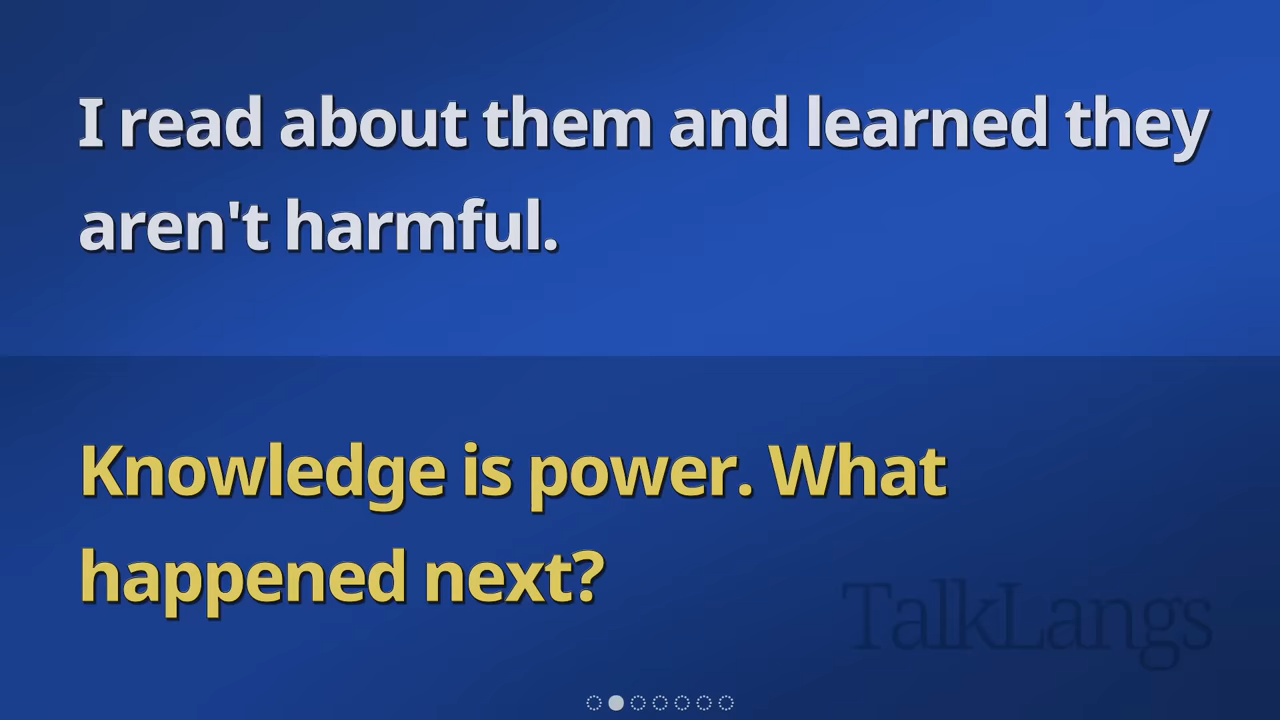 I read about them and learned they
aren't harmful.
Knowledge is power. What
happened next?
TalkLangs